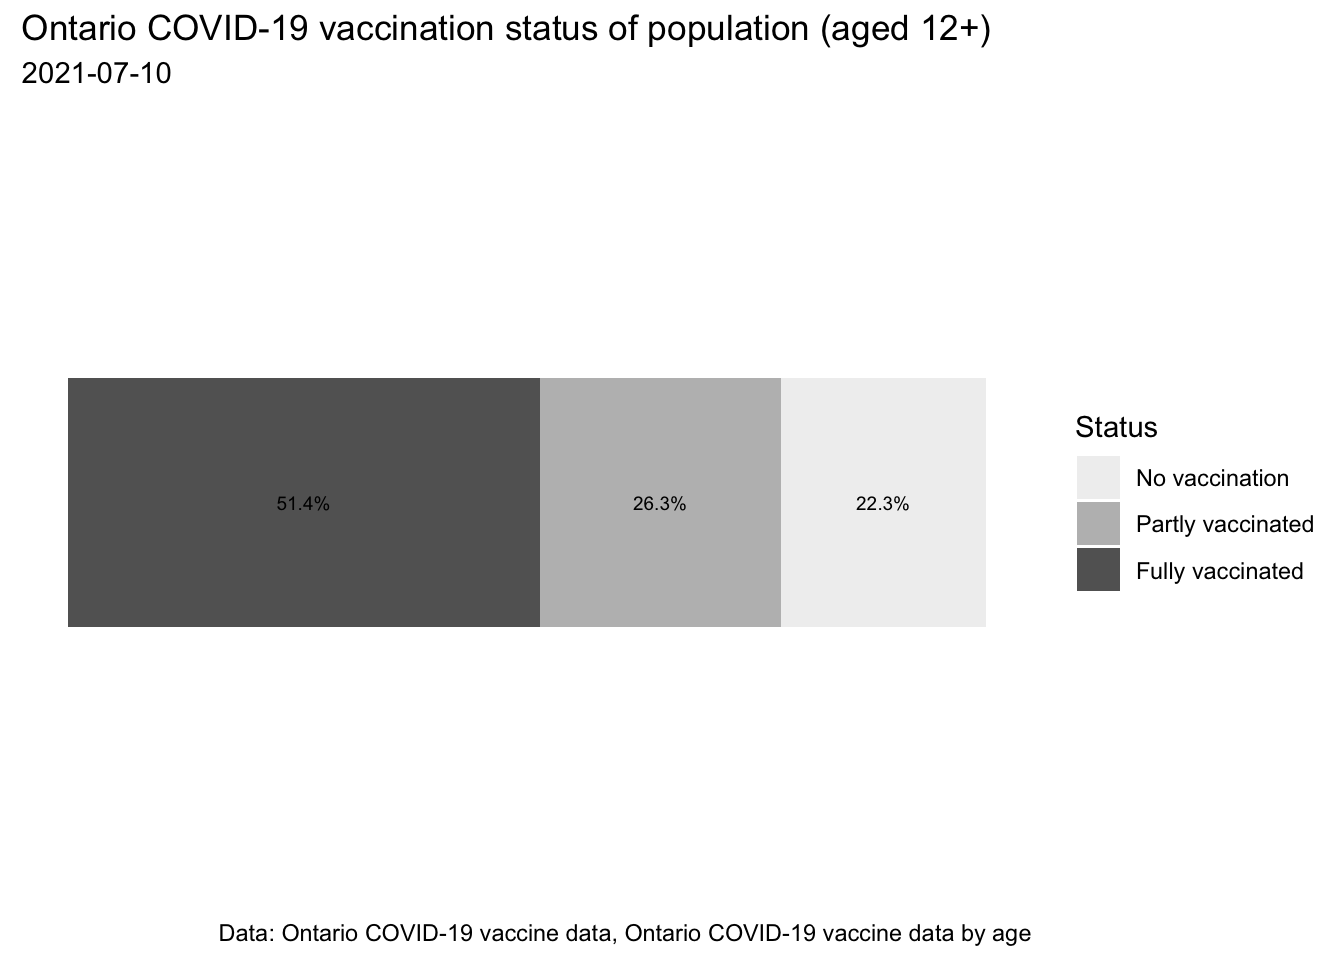 Ontario COVID-19 vaccination status of population (aged 12+)
2021-07-10
51.4%
26.3%
22.3%
Status
No vaccination
Partly vaccinated
Fully vaccinated
Data: Ontario COVID-19 vaccine data, Ontario COVID-19 vaccine data by age